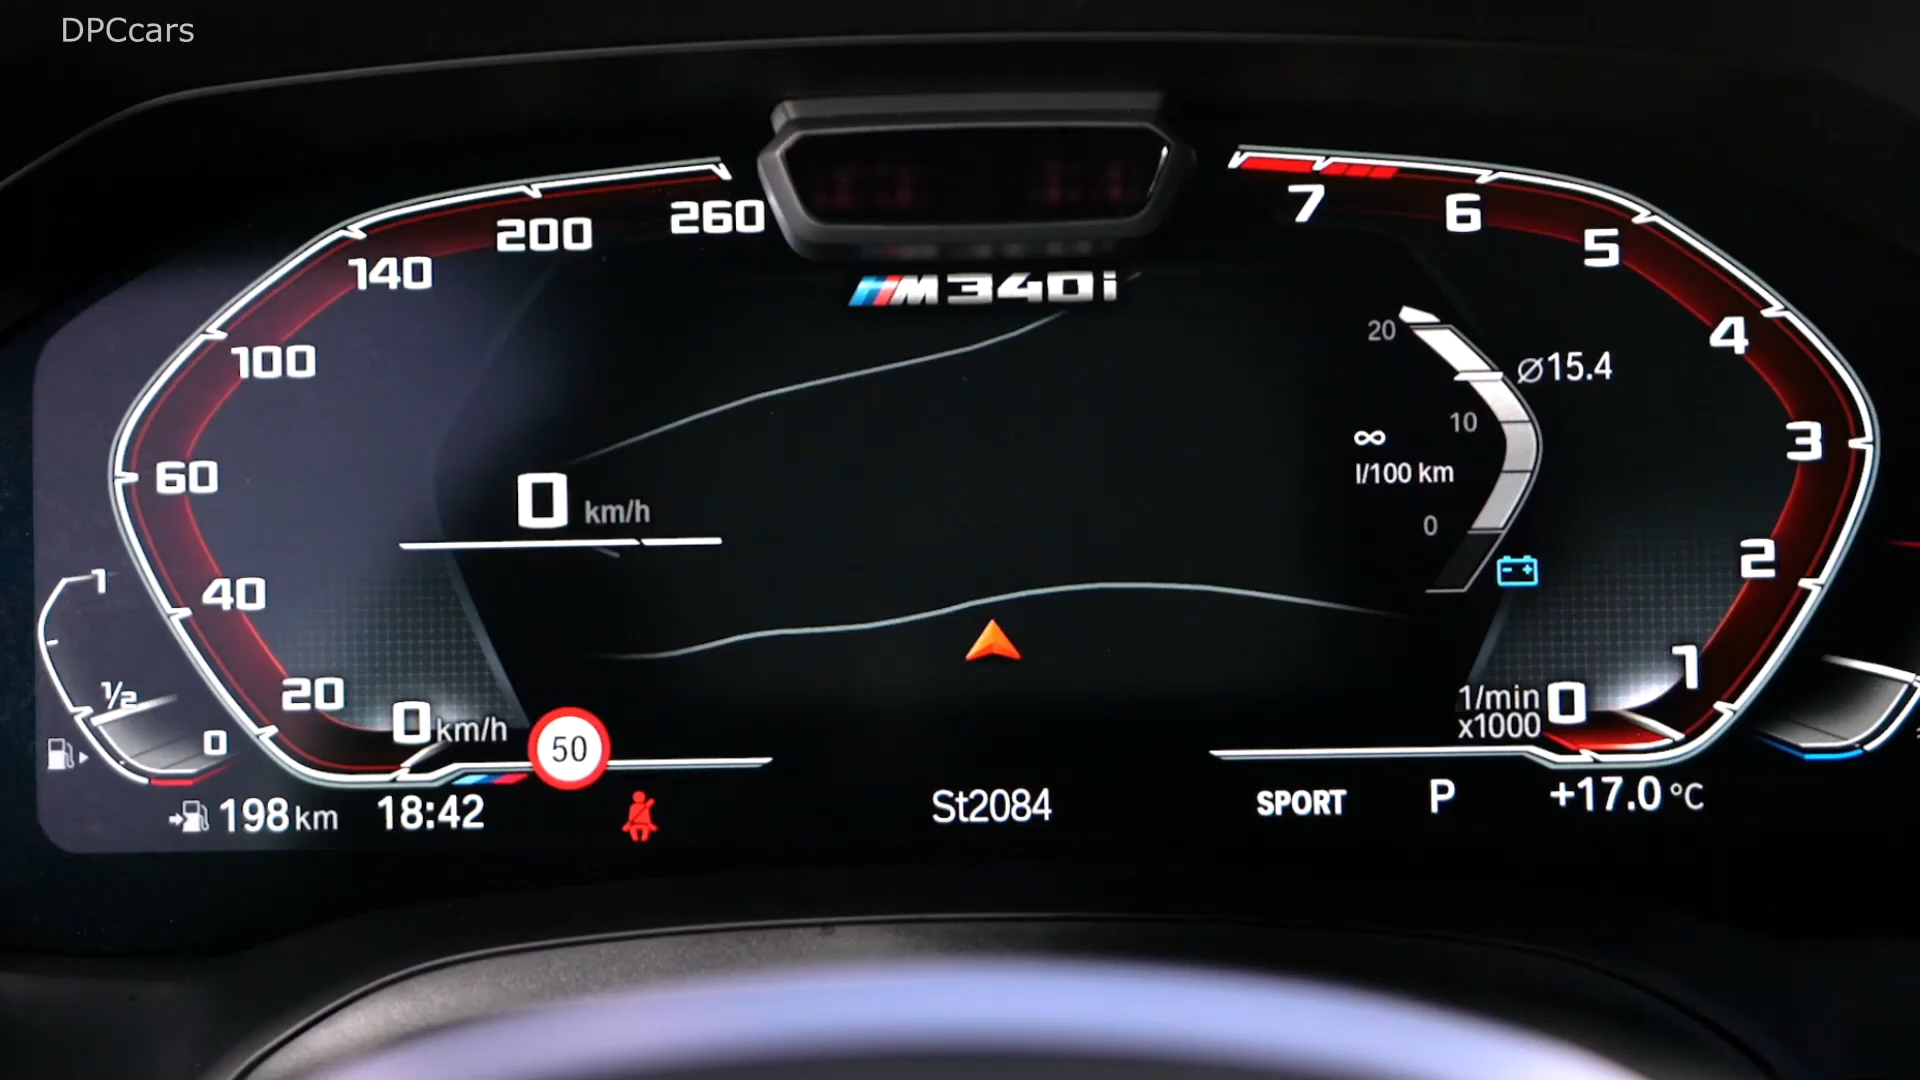 DPCcars
260
200
140
100
60
40
20
0 km/h
7
6
5
4
3
2
1
0
1/min
x1000
M340i
20
⌀15.4
10
∞
l/100 km
0
0 km/h
1
1/2
0
50
198 km
18:42
St2084
SPORT
P
+17.0 °C